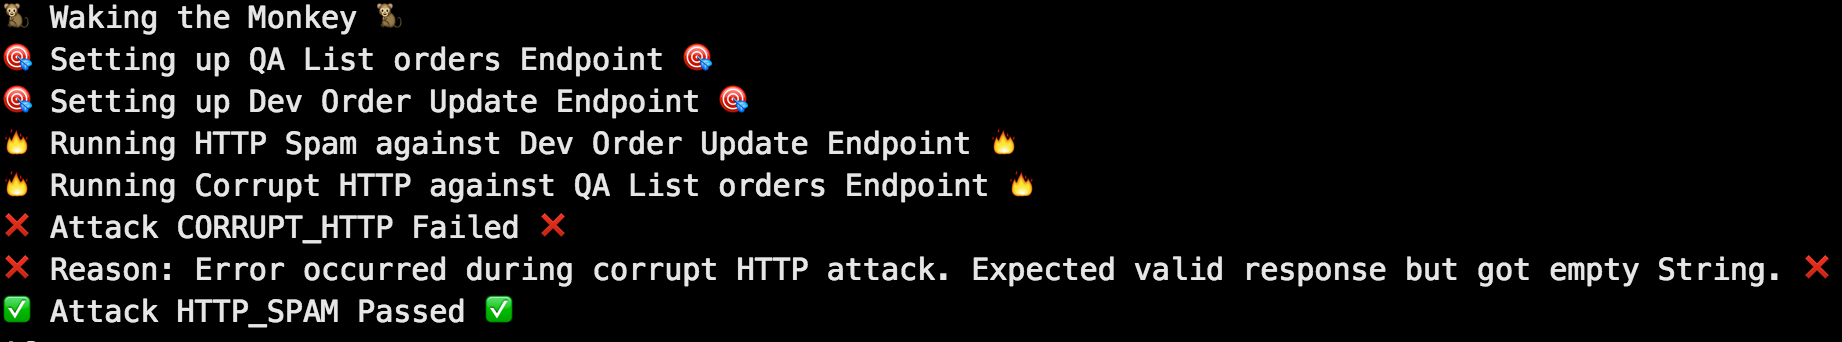 🐒 Waking the Monkey 🐒
🎯 Setting up QA List orders Endpoint 🎯
🎯 Setting up Dev Order Update Endpoint 🎯
🔥 Running HTTP Spam against Dev Order Update Endpoint 🔥
🔥 Running Corrupt HTTP against QA List orders Endpoint 🔥
❌ Attack CORRUPT_HTTP Failed ❌
❌ Reason: Error occurred during corrupt HTTP attack. Expected valid response but got empty String. ❌
✅ Attack HTTP_SPAM Passed ✅